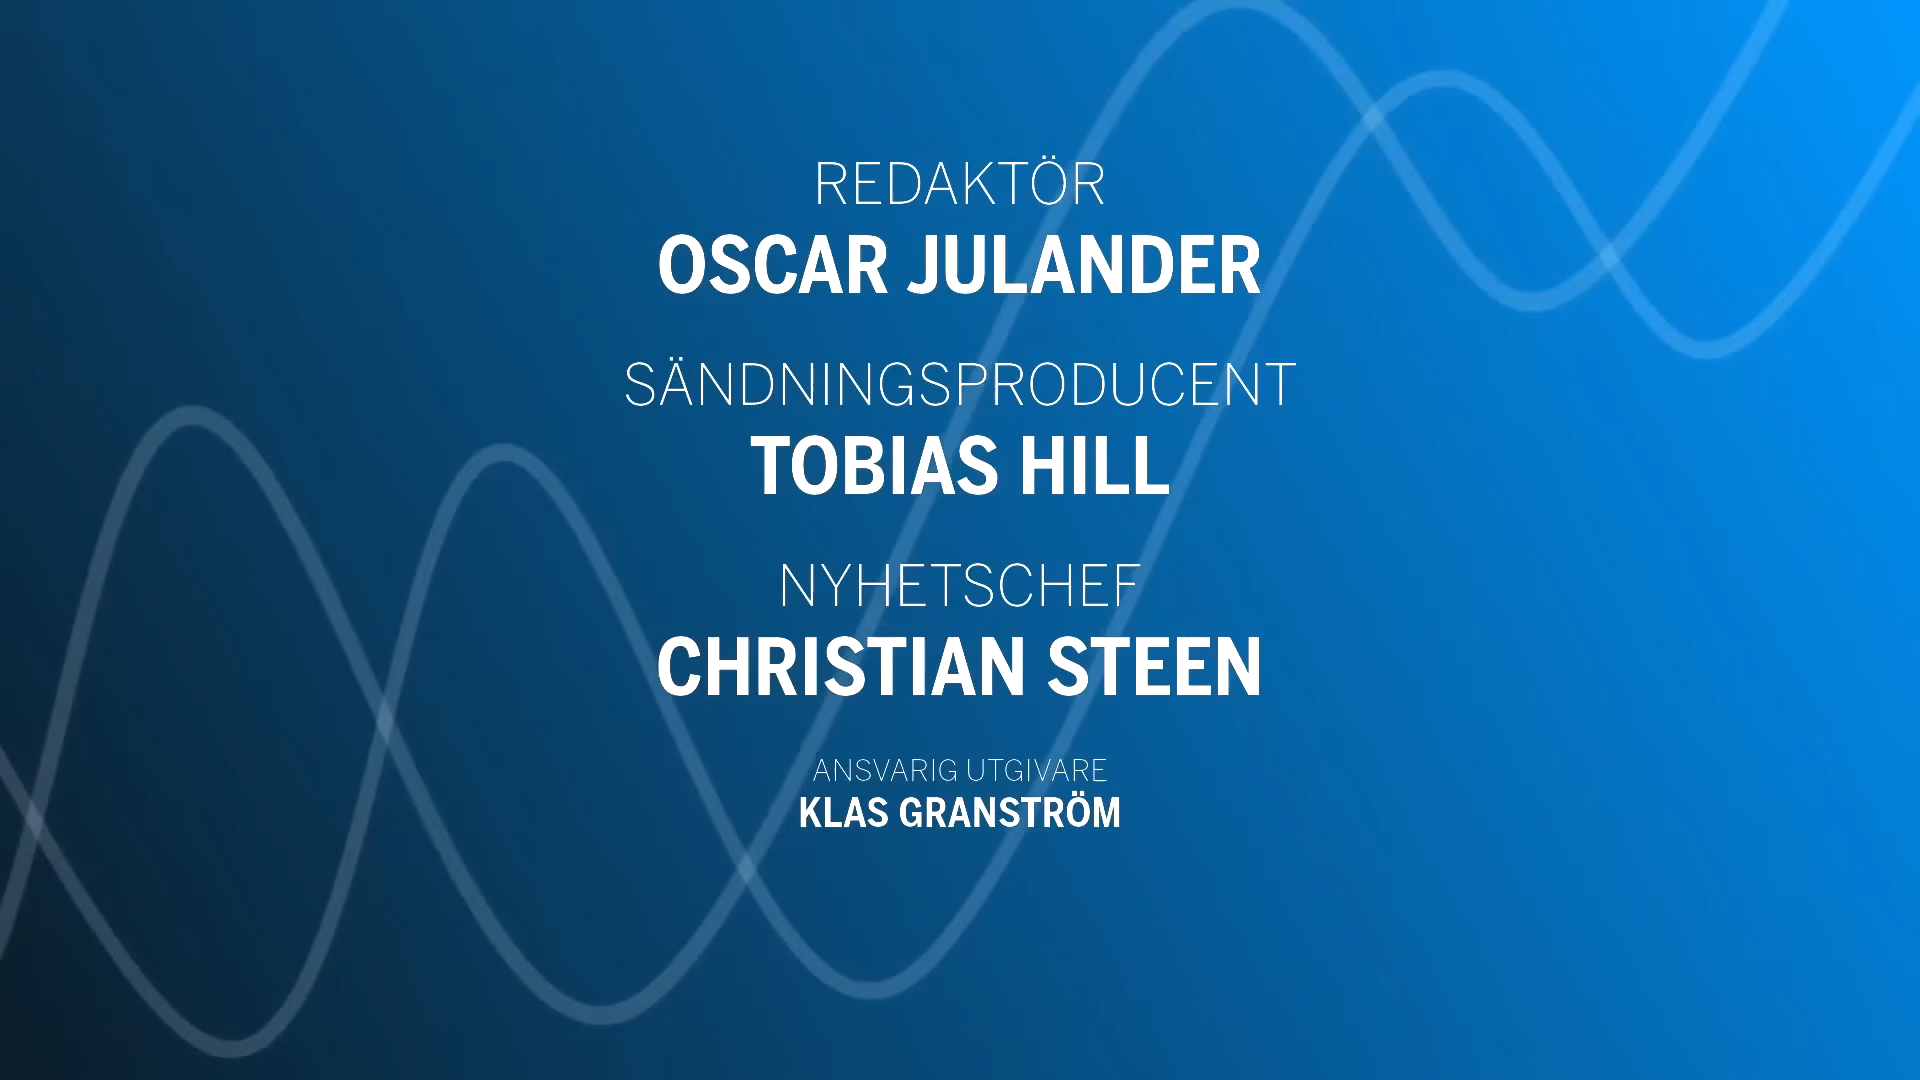 REDAKTÖR
OSCAR JULANDER
SÄNDNINGSPRODUCENT
TOBIAS HILL
NYHETSCHEF
CHRISTIAN STEEN
ANSVARIG UTGIVARE
KLAS GRANSTRÖM